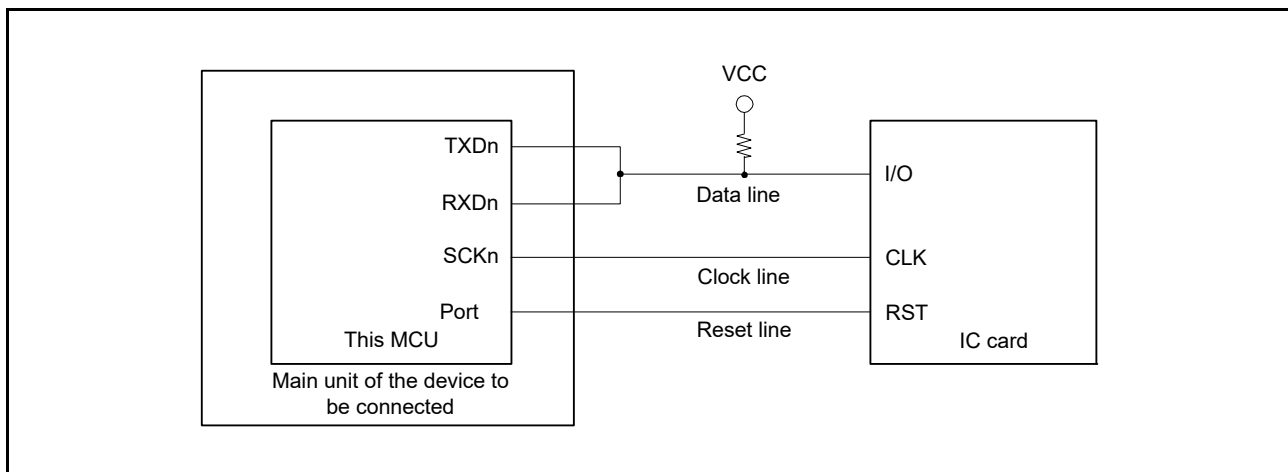 VCC
TXDn
RXDn
SCKn
Port
This MCU
Main unit of the device to
be connected
Data line
Clock line
Reset line
I/O
CLK
RST
IC card